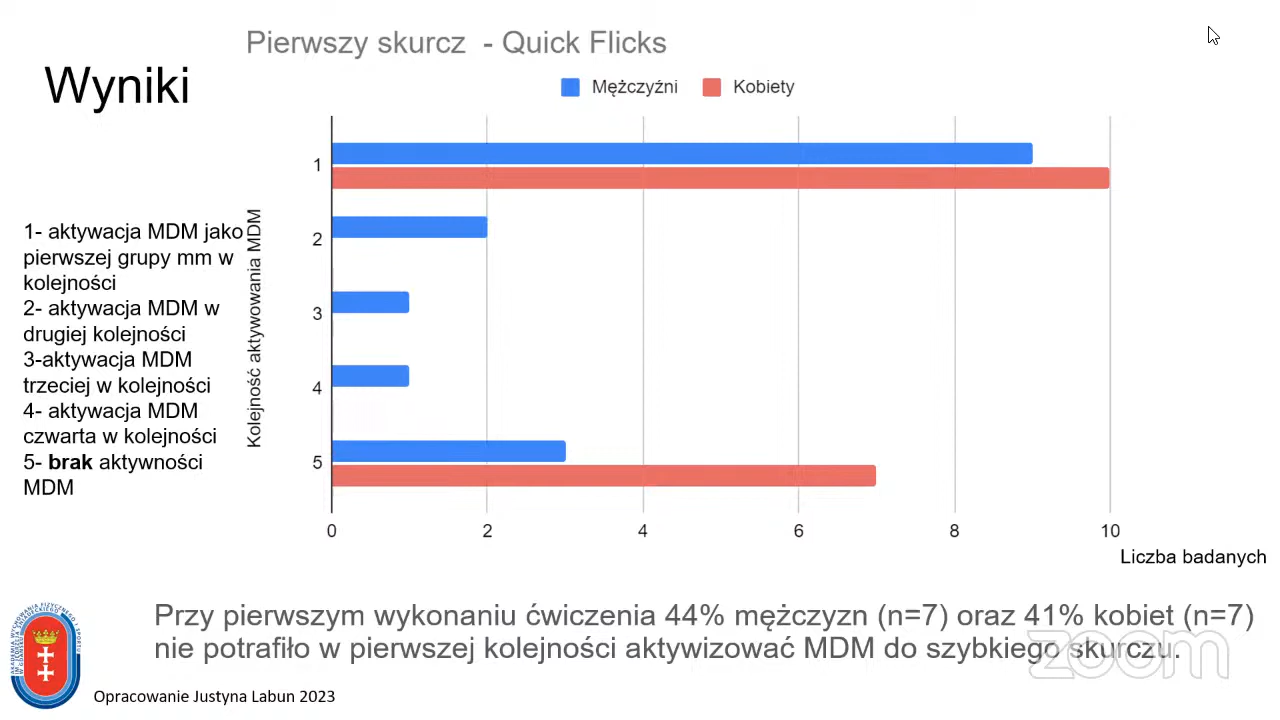 Pierwszy skurcz - Quick Flicks
Wyniki
Mężczyźni
Kobiety
1- aktywacja MDM jako
pierwszej grupy mm w
kolejności
2- aktywacja MDM w
drugiej kolejności
3-aktywacja MDM
trzeciej w kolejności
4- aktywacja MDM
czwarta w kolejności
5- brak aktywności
MDM
Kolejność aktywowania MDM
1
2
3
4
5
0 2 4 6 8 10
Liczba badanych
Przy pierwszym wykonaniu ćwiczenia 44% mężczyzn (n=7) oraz 41% kobiet (n=7)
nie potrafiło w pierwszej kolejności aktywizować MDM do szybkiego skurczu.
zoom
Opracowanie Justyna Labun 2023